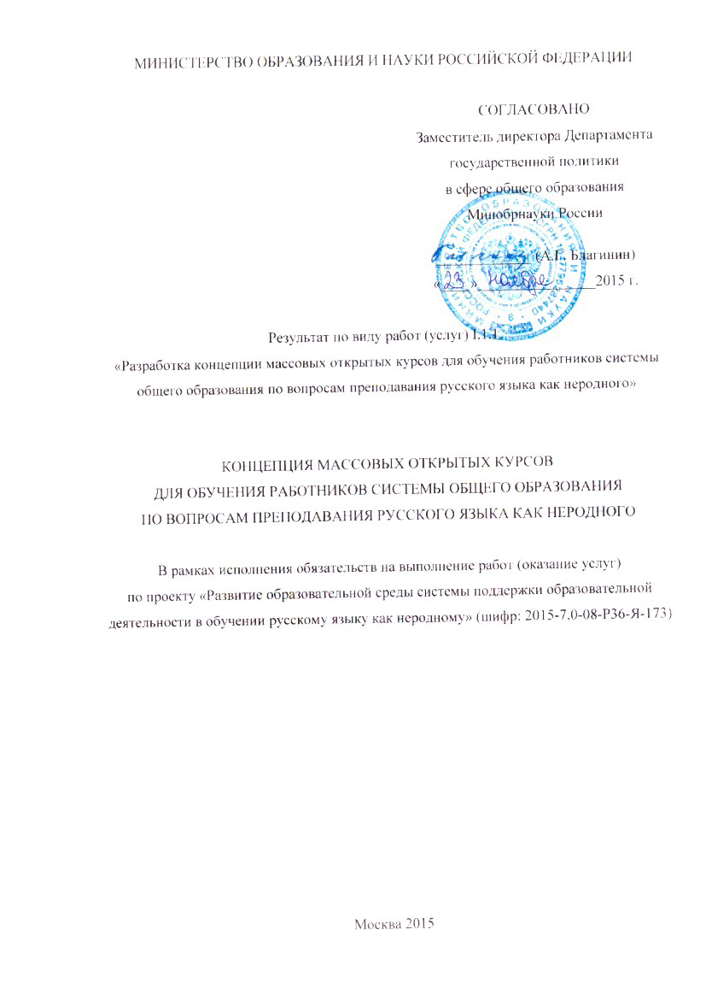 МИНИСТЕРСТВО ОБРАЗОВАНИЯ И НАУКИ РОССИЙСКОЙ ФЕДЕРАЦИИ
СОГЛАСОВАНО
Заместитель директора Департамента
государственной политики
в сфере общего образования
Минобрнауки России
(А.Е. Благинин)
«23» ноября 2015 г.
Результат по виду работ (услуг) I.1.1.
«Разработка концепции массовых открытых курсов для обучения работников системы
общего образования по вопросам преподавания русского языка как неродного»
КОНЦЕПЦИЯ МАССОВЫХ ОТКРЫТЫХ КУРСОВ
ДЛЯ ОБУЧЕНИЯ РАБОТНИКОВ СИСТЕМЫ ОБЩЕГО ОБРАЗОВАНИЯ
ПО ВОПРОСАМ ПРЕПОДАВАНИЯ РУССКОГО ЯЗЫКА КАК НЕРОДНОГО
В рамках исполнения обязательств на выполнение работ (оказание услуг)
по проекту «Развитие образовательной среды системы поддержки образовательной
деятельности в обучении русскому языку как неродному» (шифр: 2015-7.0-08-Р36-Я-173)
Москва 2015